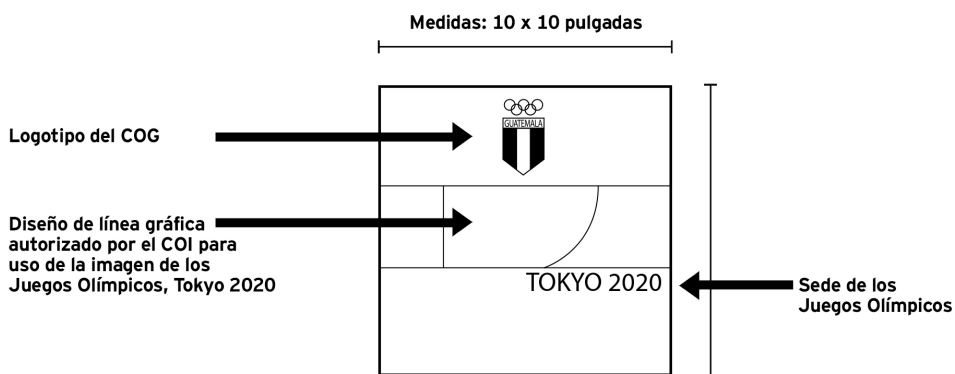 Medidas: 10 x 10 pulgadas
Logotipo del COG
GUATEMALA
Diseño de línea gráfica
autorizado por el COI para
uso de la imagen de los
Juegos Olímpicos, Tokyo 2020
TOKYO 2020
Sede de los
Juegos Olímpicos